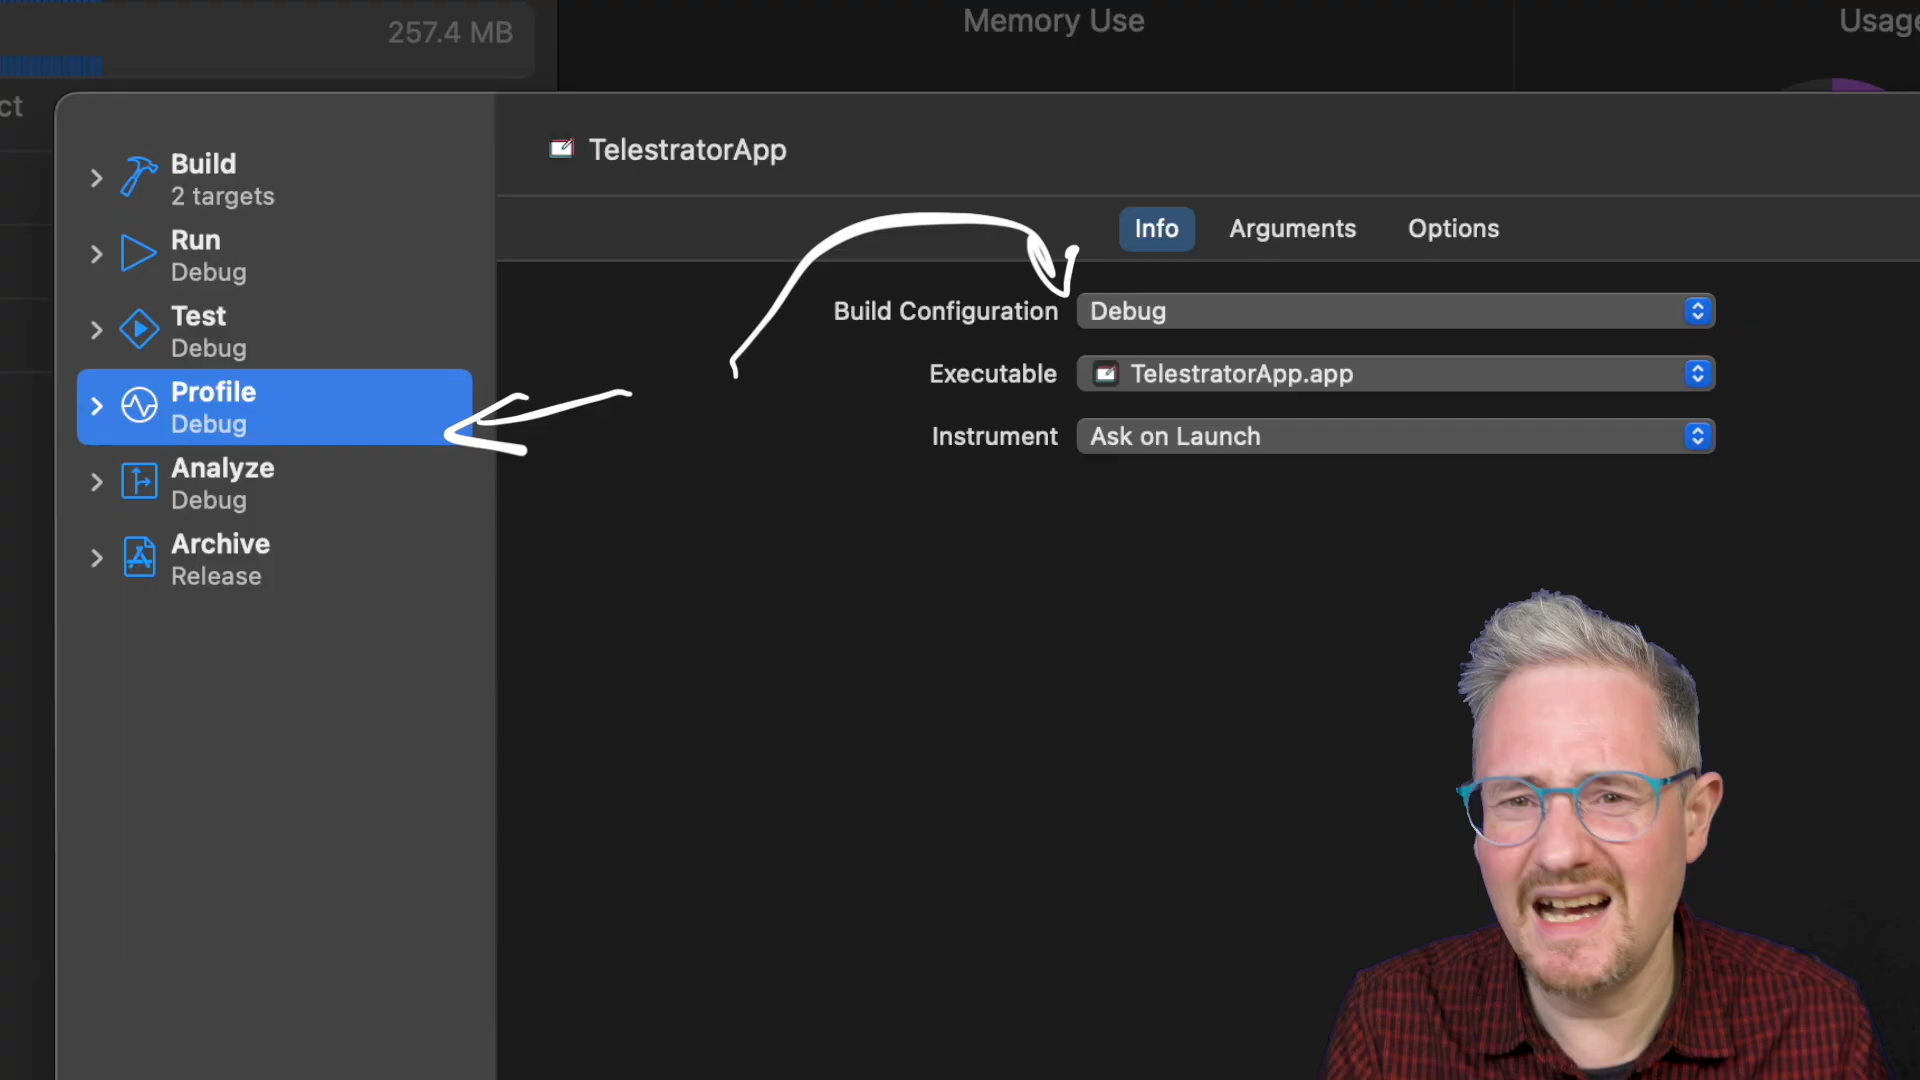 257.4 MB
Memory Use
Usage
ct
TelestratorApp
Build
2 targets
Run
Debug
Test
Debug
Profile
Debug
Analyze
Debug
Archive
Release
Info Arguments Options
Build Configuration Debug
Executable TelestratorApp.app
Instrument Ask on Launch